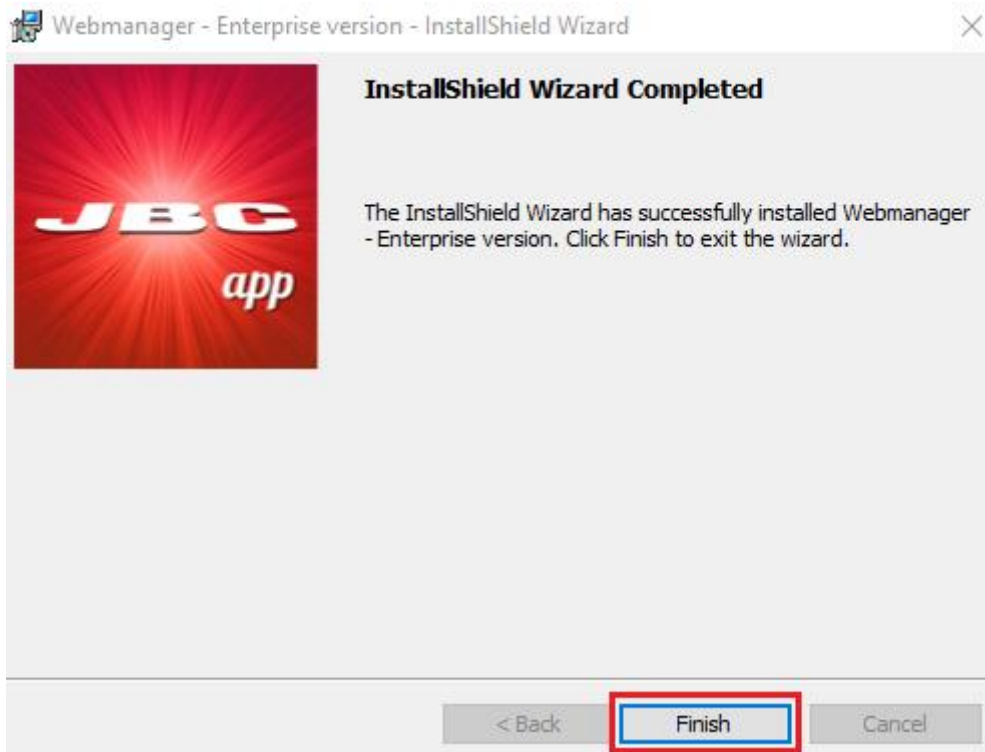 Webmanager - Enterprise version - InstallShield Wizard
InstallShield Wizard Completed
JBC
app
The InstallShield Wizard has successfully installed Webmanager
- Enterprise version. Click Finish to exit the wizard.
< Back Finish Cancel